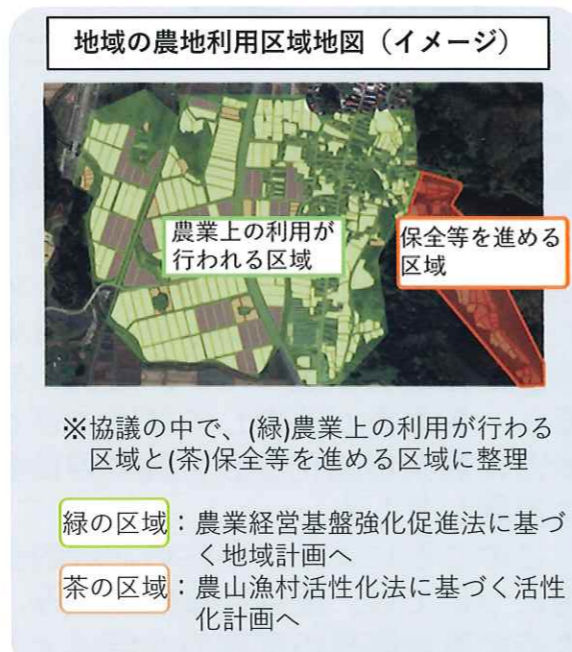 地域の農地利用区域地図（イメージ）
農業上の利用が
行われる区域
保全等を進める
区域
※協議の中で、(緑)農業上の利用が行わる
区域と(茶)保全等を進める区域に整理
緑の区域：農業経営基盤強化促進法に基づ
く地域計画へ
茶の区域：農山漁村活性化法に基づく活性
化計画へ